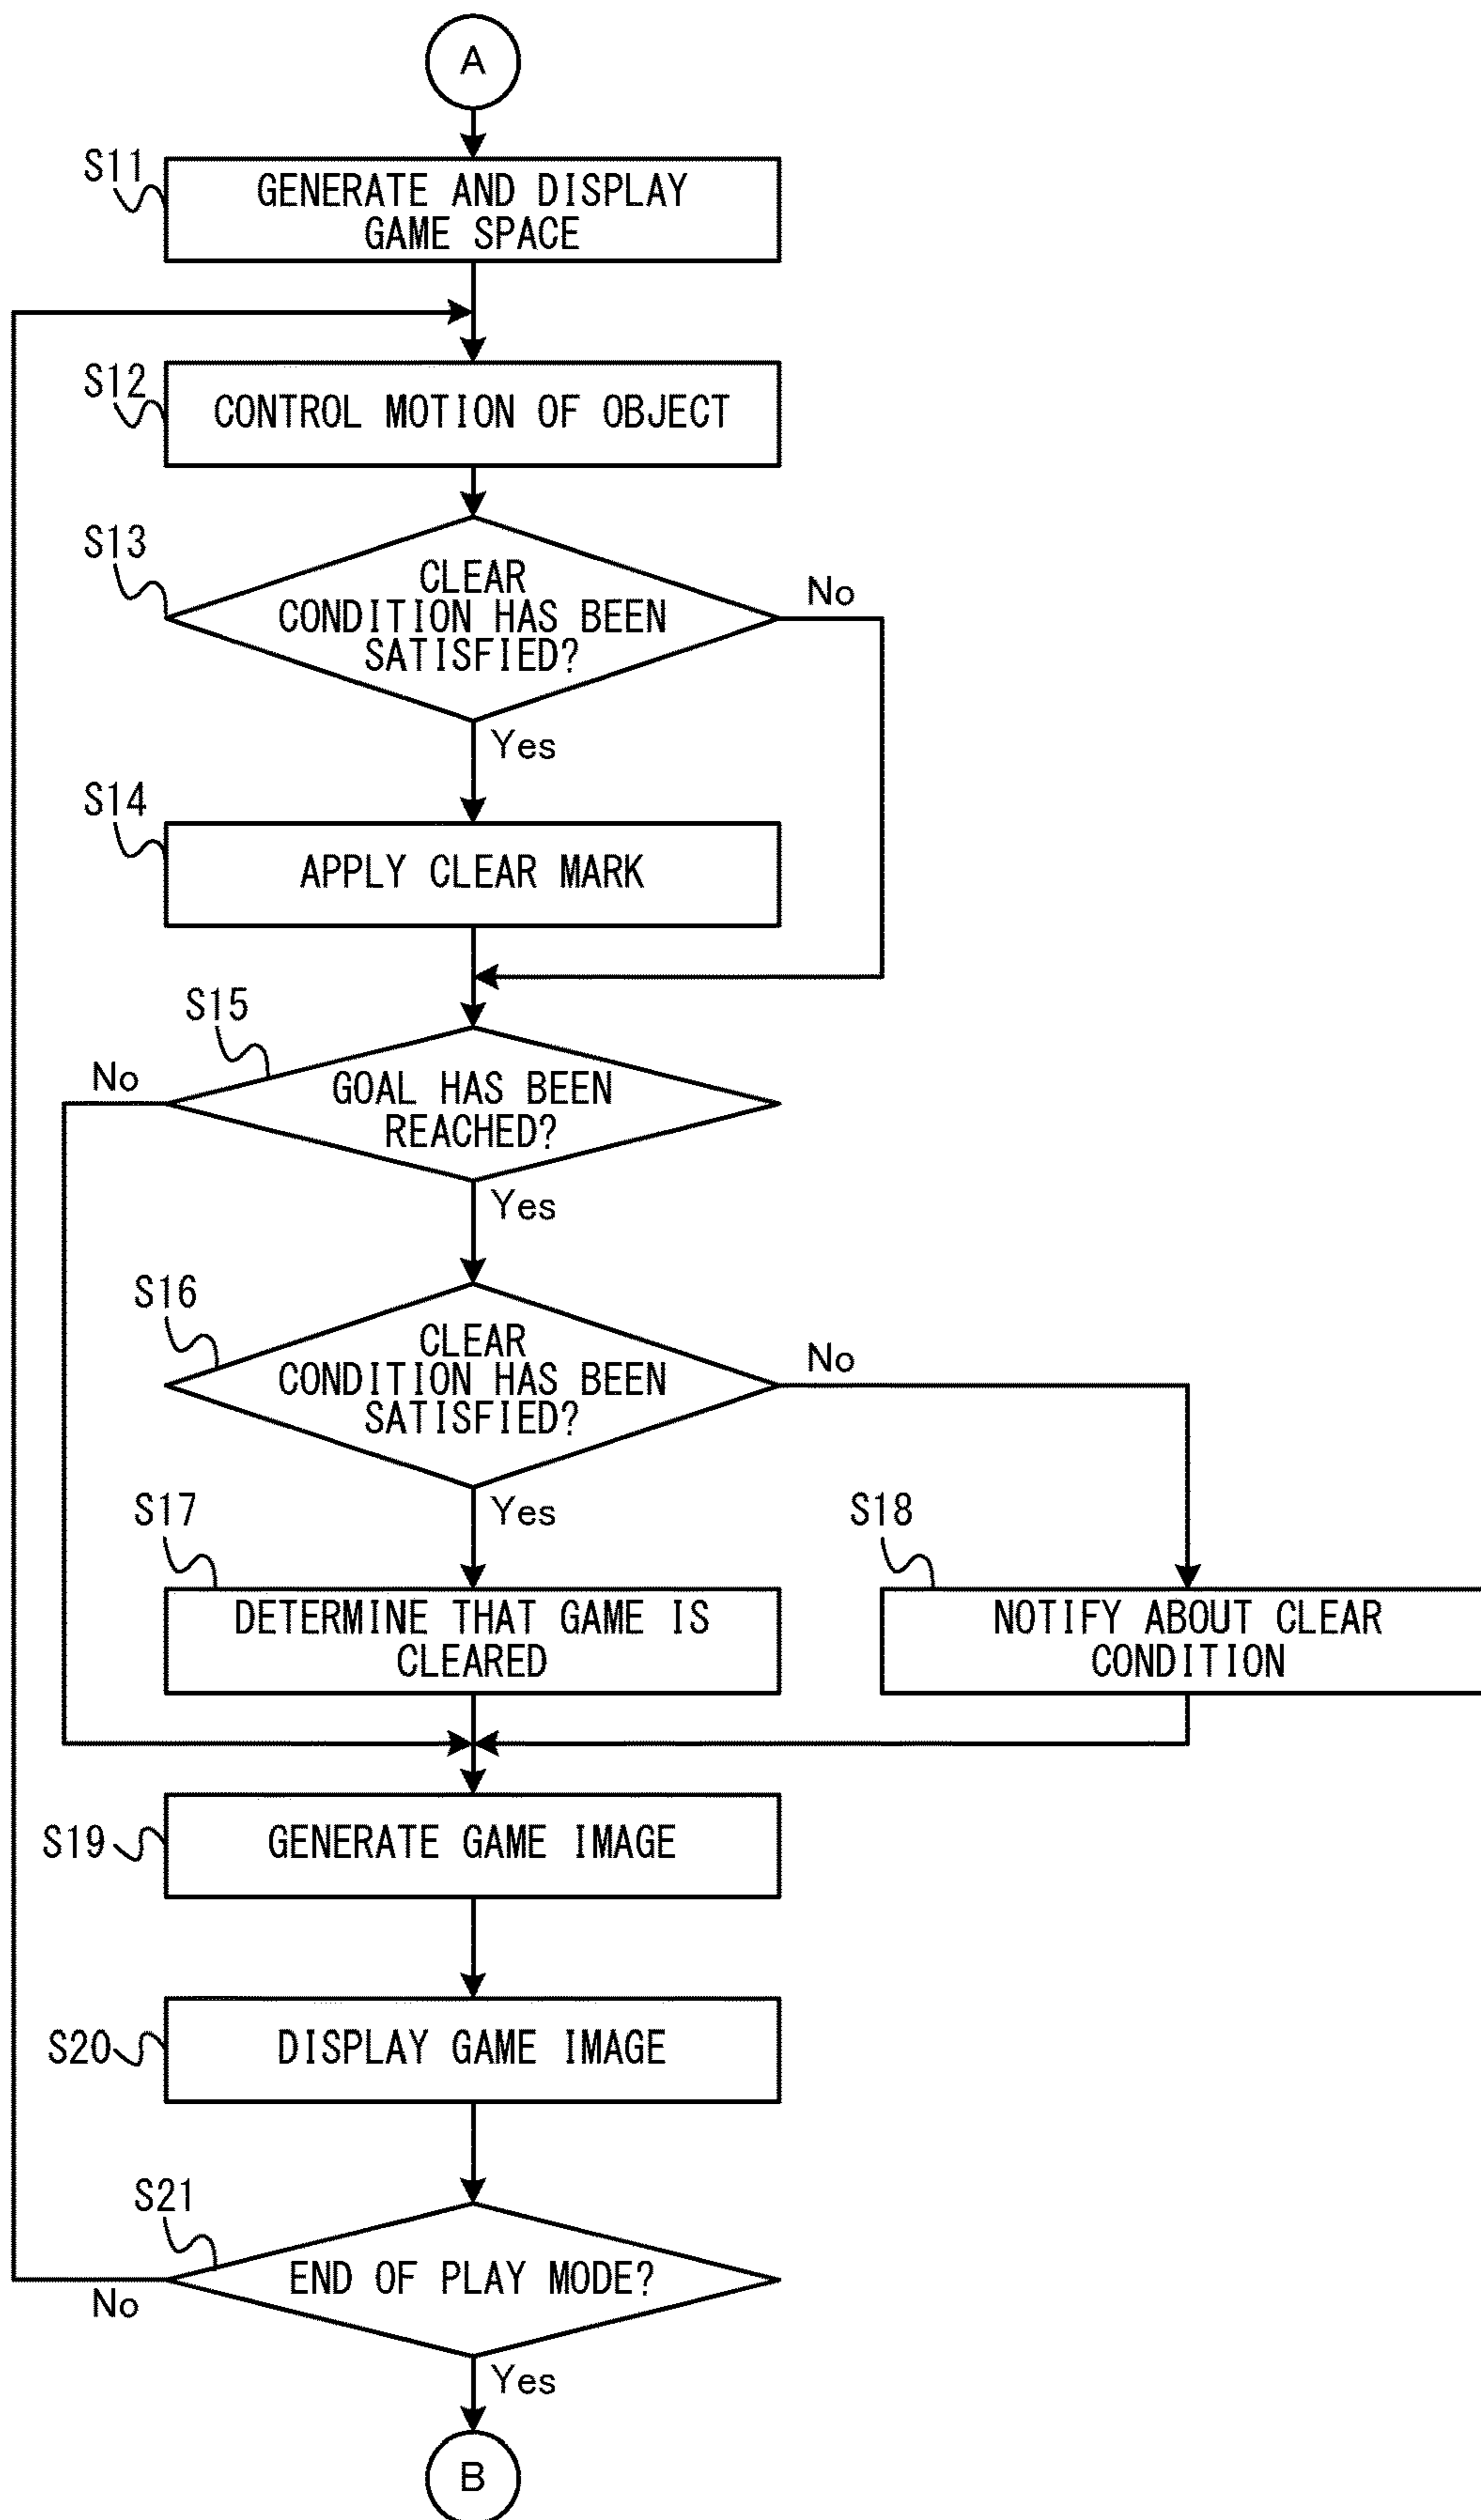 A
S11
GENERATE AND DISPLAY
GAME SPACE
S12
CONTROL MOTION OF OBJECT
S13
CLEAR
CONDITION HAS BEEN
SATISFIED?
No
Yes
S14
APPLY CLEAR MARK
S15
No
GOAL HAS BEEN
REACHED?
Yes
S16
CLEAR
CONDITION HAS BEEN
SATISFIED?
No
Yes
S17
DETERMINE THAT GAME IS
CLEARED
S18
NOTIFY ABOUT CLEAR
CONDITION
S19
GENERATE GAME IMAGE
S20
DISPLAY GAME IMAGE
S21
END OF PLAY MODE?
No
Yes
B